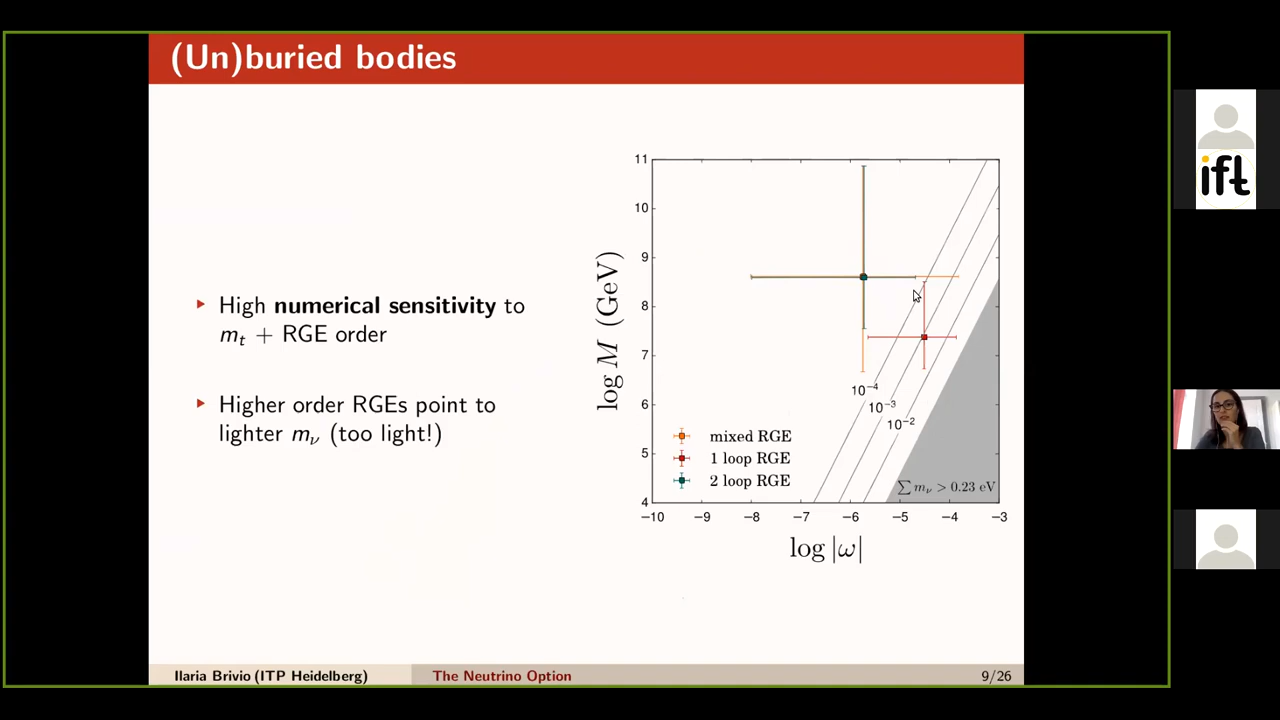 (Un)buried bodies
High numerical sensitivity to
m_t + RGE order
Higher order RGEs point to
lighter m_ν (too light!)
log M (GeV)
11
10
9
8
7
6
5
4
10⁻⁴
10⁻³
10⁻²
mixed RGE
1 loop RGE
2 loop RGE
∑ m_ν > 0.23 eV
−10 −9 −8 −7 −6 −5 −4 −3
log |ω|
Ilaria Brivio (ITP Heidelberg) The Neutrino Option 9/26
ift